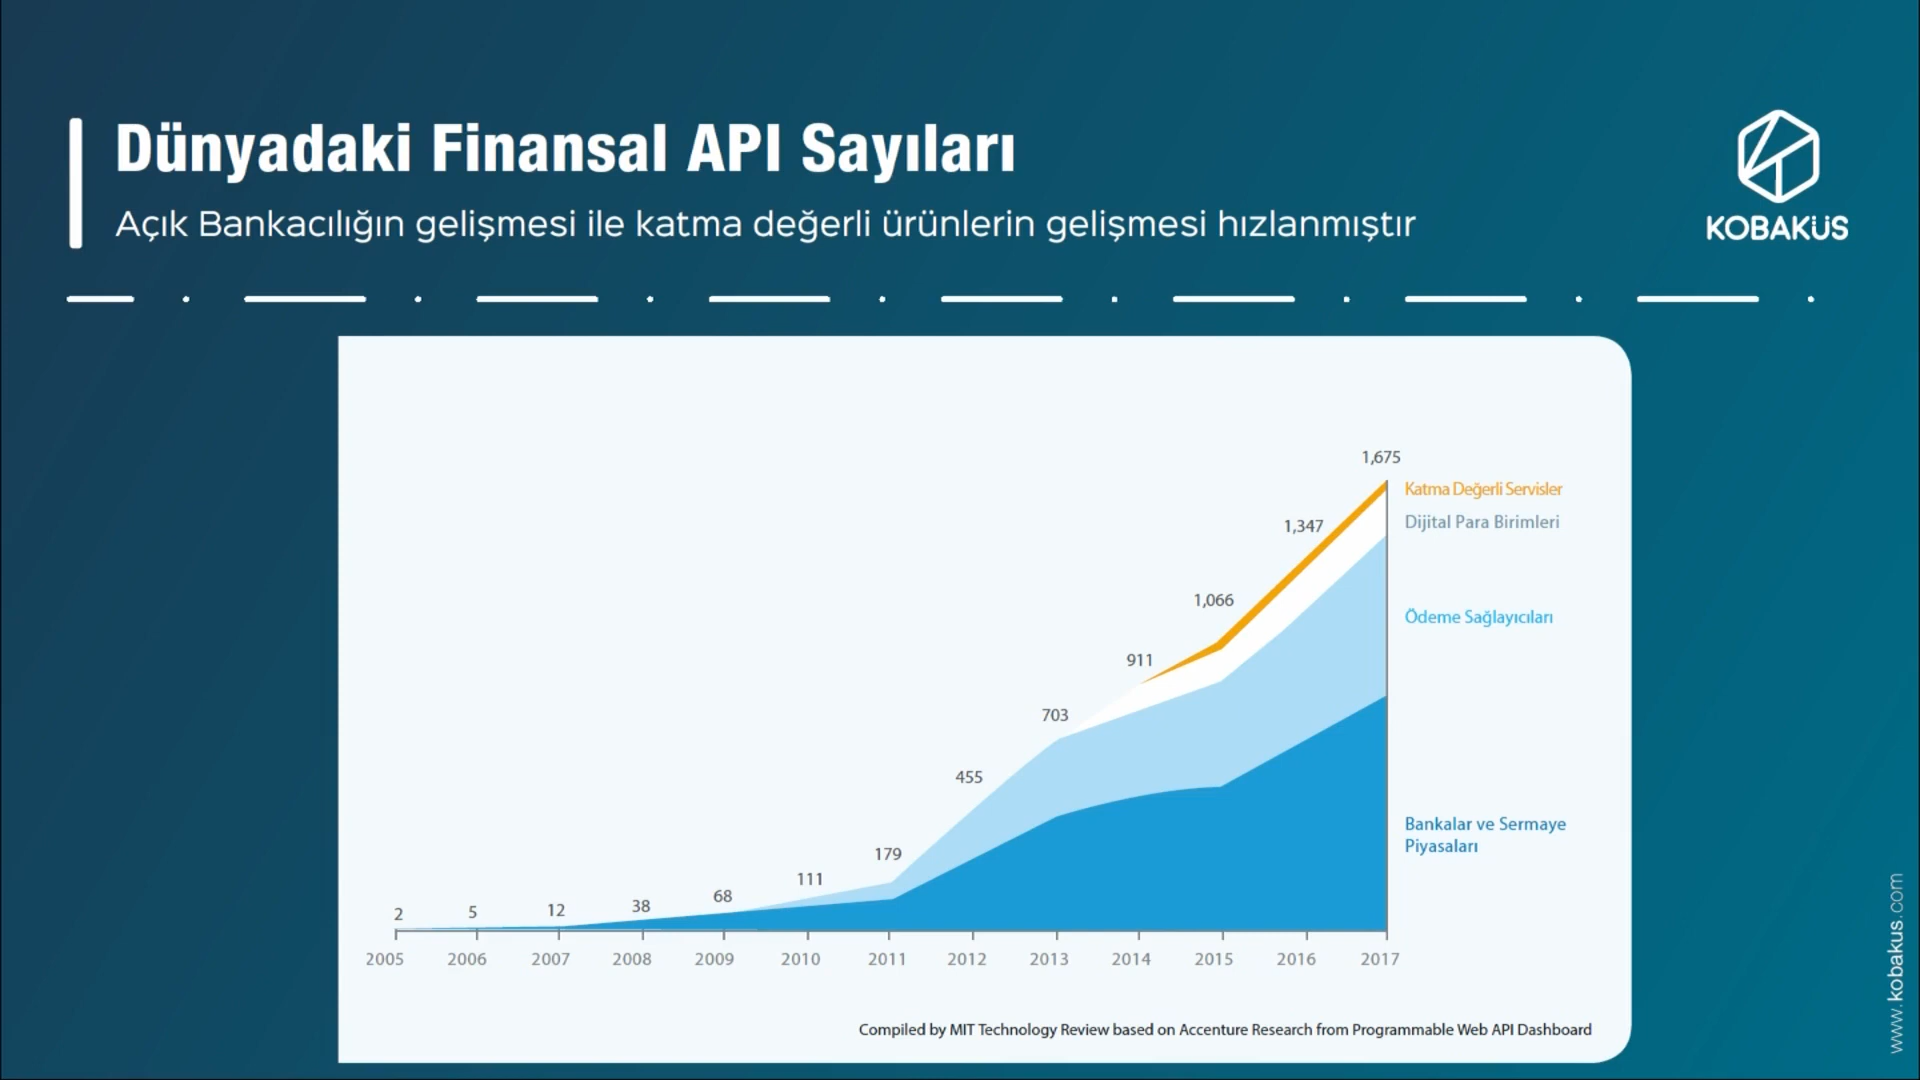 Dünyadaki Finansal API Sayıları
Açık Bankacılığın gelişmesi ile katma değerli ürünlerin gelişmesi hızlanmıştır
KOBAKÜS
1,675
Katma Değerli Servisler
Dijital Para Birimleri
1,347
1,066
Ödeme Sağlayıcıları
911
703
455
Bankalar ve Sermaye
Piyasaları
179
111
68
38
12
5
2
2005 2006 2007 2008 2009 2010 2011 2012 2013 2014 2015 2016 2017
Compiled by MIT Technology Review based on Accenture Research from Programmable Web API Dashboard
www.kobakus.com